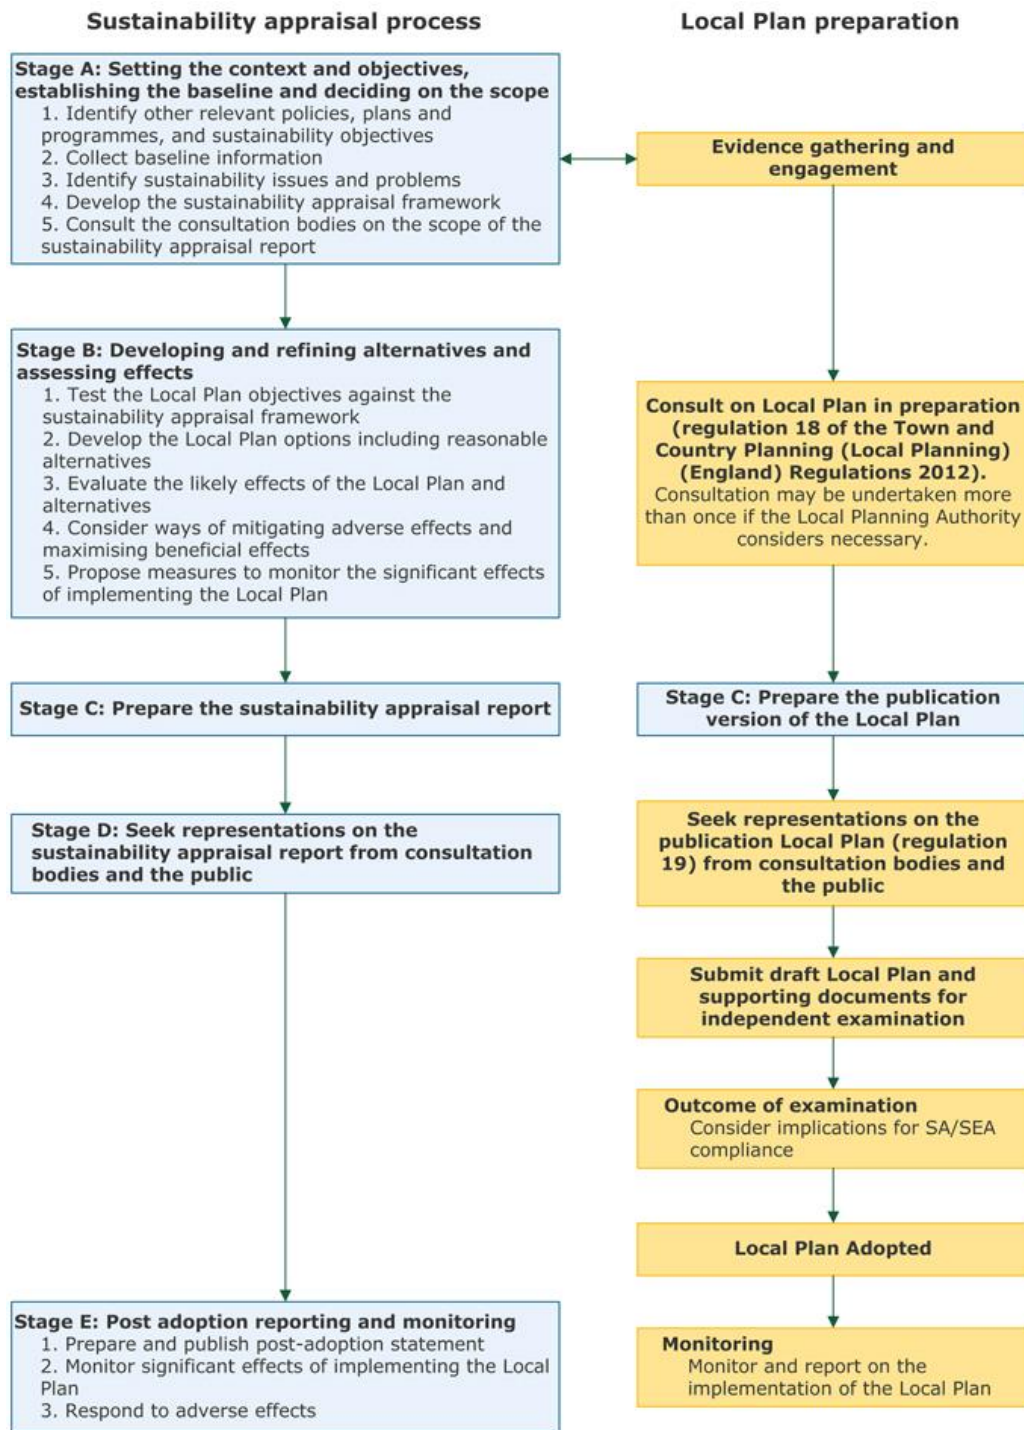 Sustainability appraisal process
Local Plan preparation
Stage A: Setting the context and objectives,
establishing the baseline and deciding on the scope
1. Identify other relevant policies, plans and
programmes, and sustainability objectives
2. Collect baseline information
3. Identify sustainability issues and problems
4. Develop the sustainability appraisal framework
5. Consult the consultation bodies on the scope of the
sustainability appraisal report
Evidence gathering and
engagement
Stage B: Developing and refining alternatives and
assessing effects
1. Test the Local Plan objectives against the
sustainability appraisal framework
2. Develop the Local Plan options including reasonable
alternatives
3. Evaluate the likely effects of the Local Plan and
alternatives
4. Consider ways of mitigating adverse effects and
maximising beneficial effects
5. Propose measures to monitor the significant effects
of implementing the Local Plan
Consult on Local Plan in preparation
(regulation 18 of the Town and
Country Planning (Local Planning)
(England) Regulations 2012).
Consultation may be undertaken more
than once if the Local Planning Authority
considers necessary.
Stage C: Prepare the sustainability appraisal report
Stage C: Prepare the publication
version of the Local Plan
Stage D: Seek representations on the
sustainability appraisal report from consultation
bodies and the public
Seek representations on the
publication Local Plan (regulation
19) from consultation bodies and
the public
Submit draft Local Plan and
supporting documents for
independent examination
Outcome of examination
Consider implications for SA/SEA
compliance
Local Plan Adopted
Stage E: Post adoption reporting and monitoring
1. Prepare and publish post-adoption statement
2. Monitor significant effects of implementing the Local
Plan
3. Respond to adverse effects
Monitoring
Monitor and report on the
implementation of the Local Plan